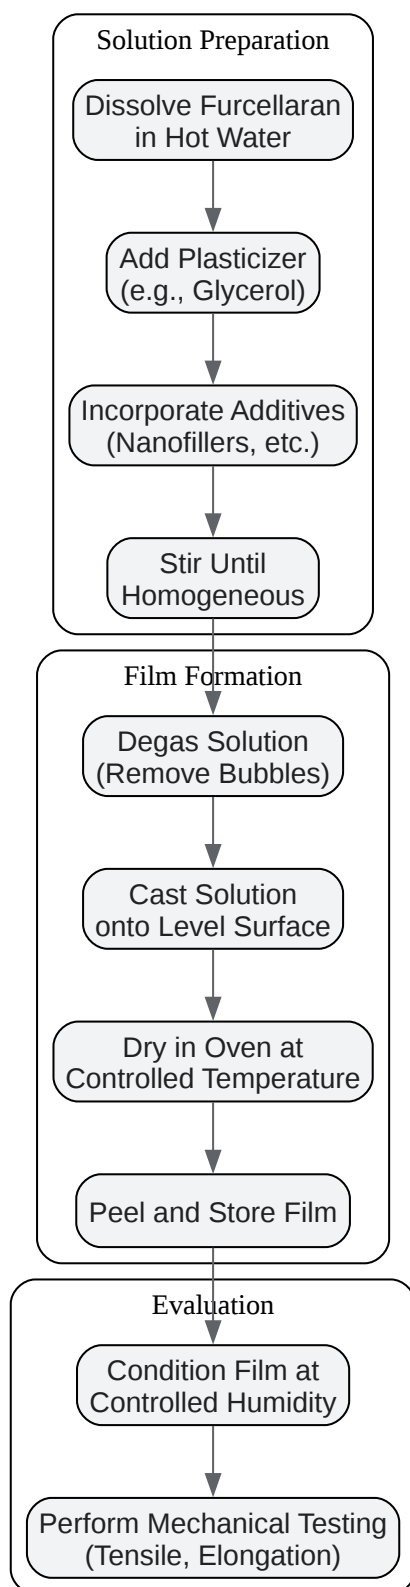 Solution Preparation
Dissolve Furcellaran
in Hot Water
Add Plasticizer
(e.g., Glycerol)
Incorporate Additives
(Nanofillers, etc.)
Stir Until
Homogeneous
Film Formation
Degas Solution
(Remove Bubbles)
Cast Solution
onto Level Surface
Dry in Oven at
Controlled Temperature
Peel and Store Film
Evaluation
Condition Film at
Controlled Humidity
Perform Mechanical Testing
(Tensile, Elongation)